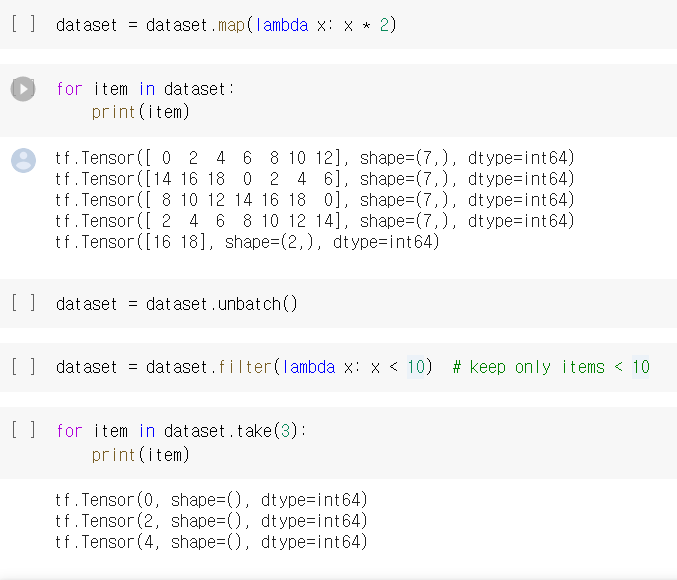 [ ] dataset = dataset.map(lambda x: x * 2)
for item in dataset:
    print(item)
tf.Tensor([ 0  2  4  6  8 10 12], shape=(7,), dtype=int64)
tf.Tensor([14 16 18  0  2  4  6], shape=(7,), dtype=int64)
tf.Tensor([ 8 10 12 14 16 18  0], shape=(7,), dtype=int64)
tf.Tensor([ 2  4  6  8 10 12 14], shape=(7,), dtype=int64)
tf.Tensor([16 18], shape=(2,), dtype=int64)
[ ] dataset = dataset.unbatch()
[ ] dataset = dataset.filter(lambda x: x < 10)  # keep only items < 10
[ ] for item in dataset.take(3):
    print(item)
tf.Tensor(0, shape=(), dtype=int64)
tf.Tensor(2, shape=(), dtype=int64)
tf.Tensor(4, shape=(), dtype=int64)